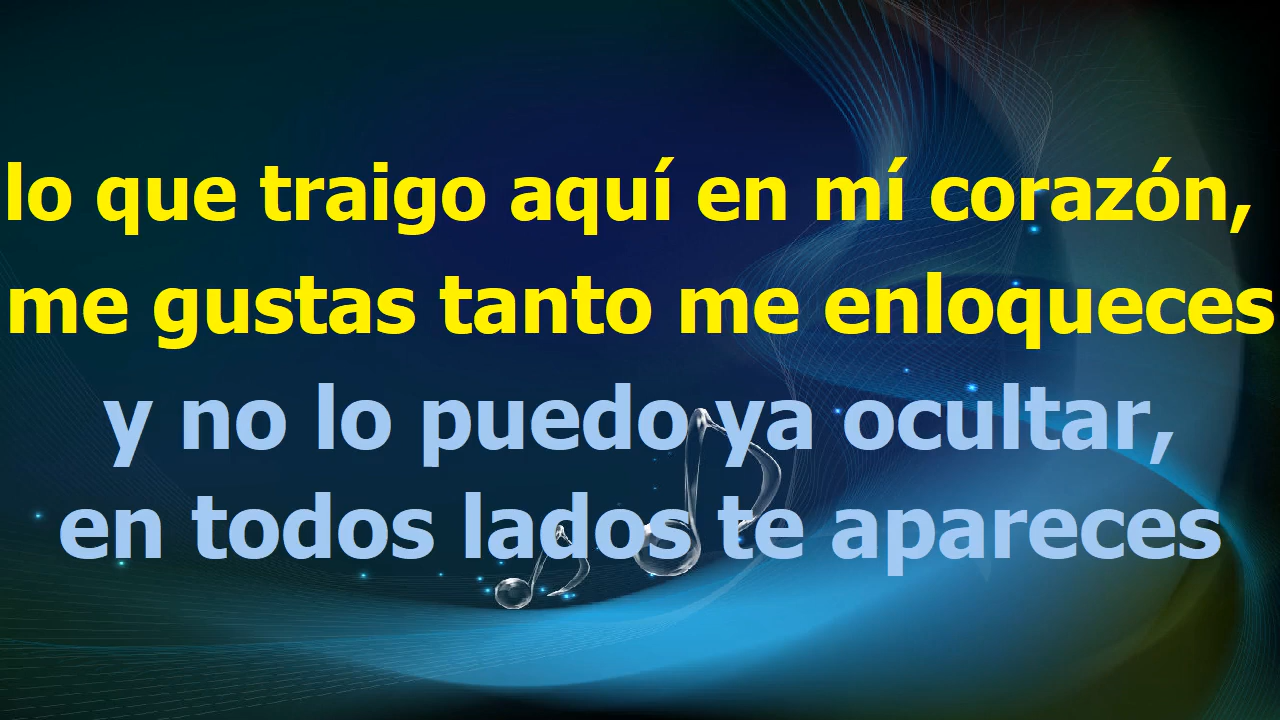 lo que traigo aquí en mí corazón,
me gustas tanto me enloqueces
y no lo puedo ya ocultar,
en todos lados te apareces